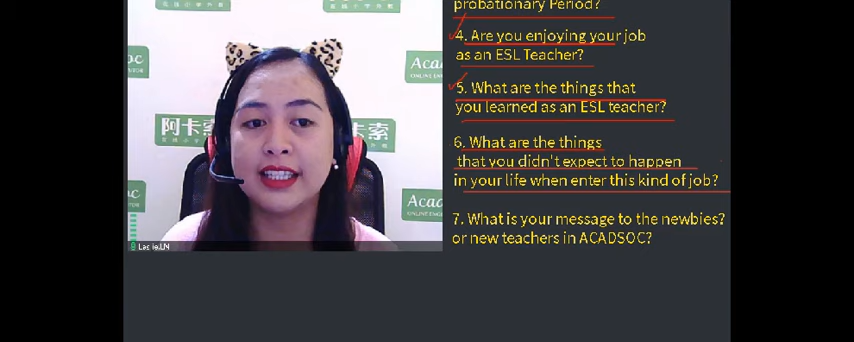 阿卡索
Acad
Leslie.LN
probationary Period?
4. Are you enjoying your job
as an ESL Teacher?
5. What are the things that
you learned as an ESL teacher?
6. What are the things
that you didn't expect to happen
in your life when enter this kind of job?
7. What is your message to the newbies?
or new teachers in ACADSOC?